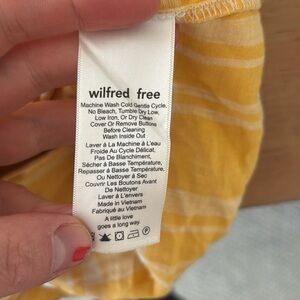 wilfred free
Machine Wash Cold Gentle Cycle,
No Bleach, Tumble Dry Low,
Low Iron, Or Dry Clean
Cover Or Remove Buttons
Before Cleaning
Wash Inside Out
Laver À La Machine À L'eau
Froide Au Cycle Délicat,
Pas De Blanchiment,
Sécher à Basse Température,
Repasser à Basse Température,
Ou Nettoyer à Sec
Couvrir Les Boutons Avant
De Nettoyer
Laver à L'envers
Made in Vietnam
Fabriqué au Vietnam
A little love
goes a long way.